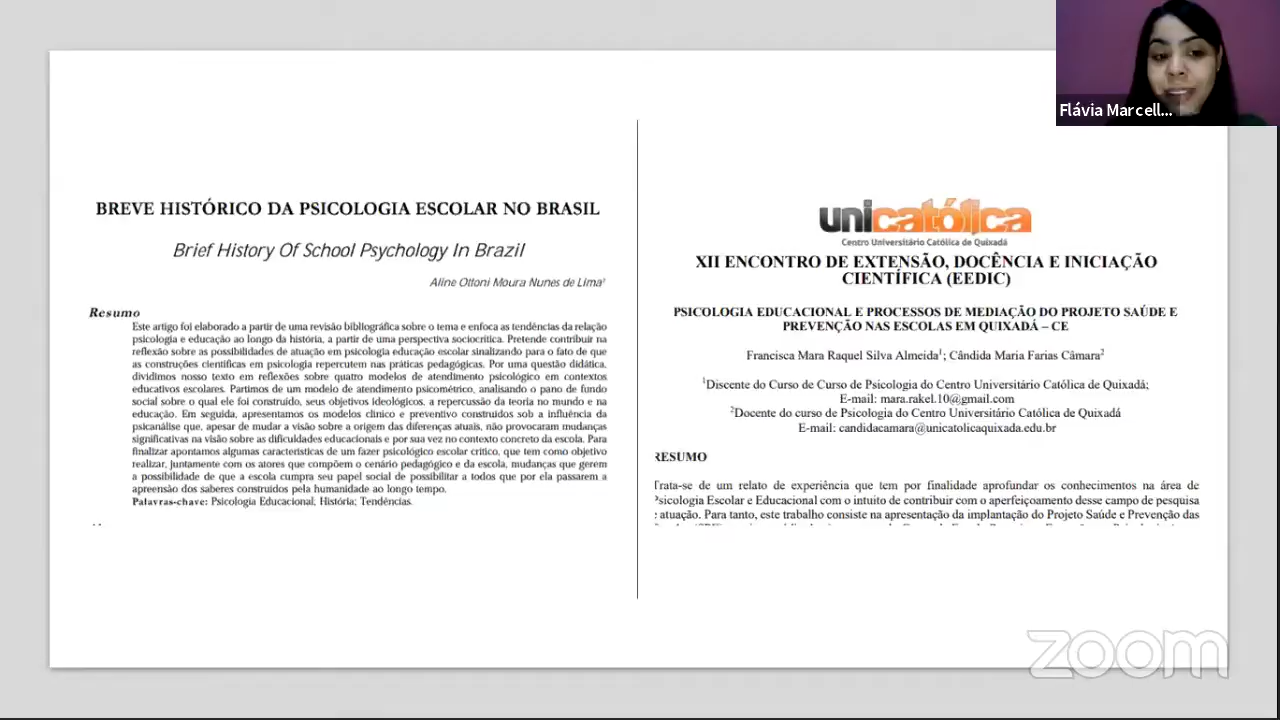 BREVE HISTÓRICO DA PSICOLOGIA ESCOLAR NO BRASIL
Brief History Of School Psychology In Brazil
Aline Ottoni Moura Nunes de Lima¹
Resumo
Este artigo foi elaborado a partir de uma revisão bibliográfica sobre o tema e enfoca as tendências da relação
psicologia e educação ao longo da história, a partir de uma perspectiva sociocrítica. Pretende contribuir na
reflexão sobre as possibilidades de atuação em psicologia educação escolar sinalizando para o fato de que
as construções científicas em psicologia repercutem nas práticas pedagógicas. Por uma questão didática,
dividimos nosso texto em reflexões sobre quatro modelos de atendimento psicológico em contextos
educativos escolares. Partimos de um modelo de atendimento psicométrico, analisando o pano de fundo
social sobre o qual ele foi construído, seus objetivos ideológicos, a repercussão da teoria no mundo e na
educação. Em seguida, apresentamos os modelos clínico e preventivo construídos sob a influência da
psicanálise que, apesar de mudar a visão sobre a origem das diferenças atuais, não provocaram mudanças
significativas na visão sobre as dificuldades educacionais e por sua vez no contexto concreto da escola. Para
finalizar apontamos algumas características de um fazer psicológico escolar crítico, que tem como objetivo
realizar, juntamente com os atores que compõem o cenário pedagógico e da escola, mudanças que gerem
a possibilidade de que a escola cumpra seu papel social de possibilitar a todos que por ela passarem a
apreensão dos saberes construídos pela humanidade ao longo tempo.
Palavras-chave: Psicologia Educacional, História; Tendências.
unicatólica
Centro Universitário Católica de Quixadá
XII ENCONTRO DE EXTENSÃO, DOCÊNCIA E INICIAÇÃO
CIENTÍFICA (EEDIC)
PSICOLOGIA EDUCACIONAL E PROCESSOS DE MEDIAÇÃO DO PROJETO SAÚDE E
PREVENÇÃO NAS ESCOLAS EM QUIXADÁ – CE
Francisca Mara Raquel Silva Almeida¹; Cândida Maria Farias Câmara²
¹Discente do Curso de Curso de Psicologia do Centro Universitário Católica de Quixadá;
E-mail: mara.rakel.10@gmail.com
²Docente do curso de Psicologia do Centro Universitário Católica de Quixadá
E-mail: candidacamara@unicatolicaquixada.edu.br
RESUMO
Trata-se de um relato de experiência que tem por finalidade aprofundar os conhecimentos na área de
Psicologia Escolar e Educacional com o intuito de contribuir com o aperfeiçoamento desse campo de pesquisa
e atuação. Para tanto, este trabalho consiste na apresentação da implantação do Projeto Saúde e Prevenção das
Flávia Marcell...
zoom